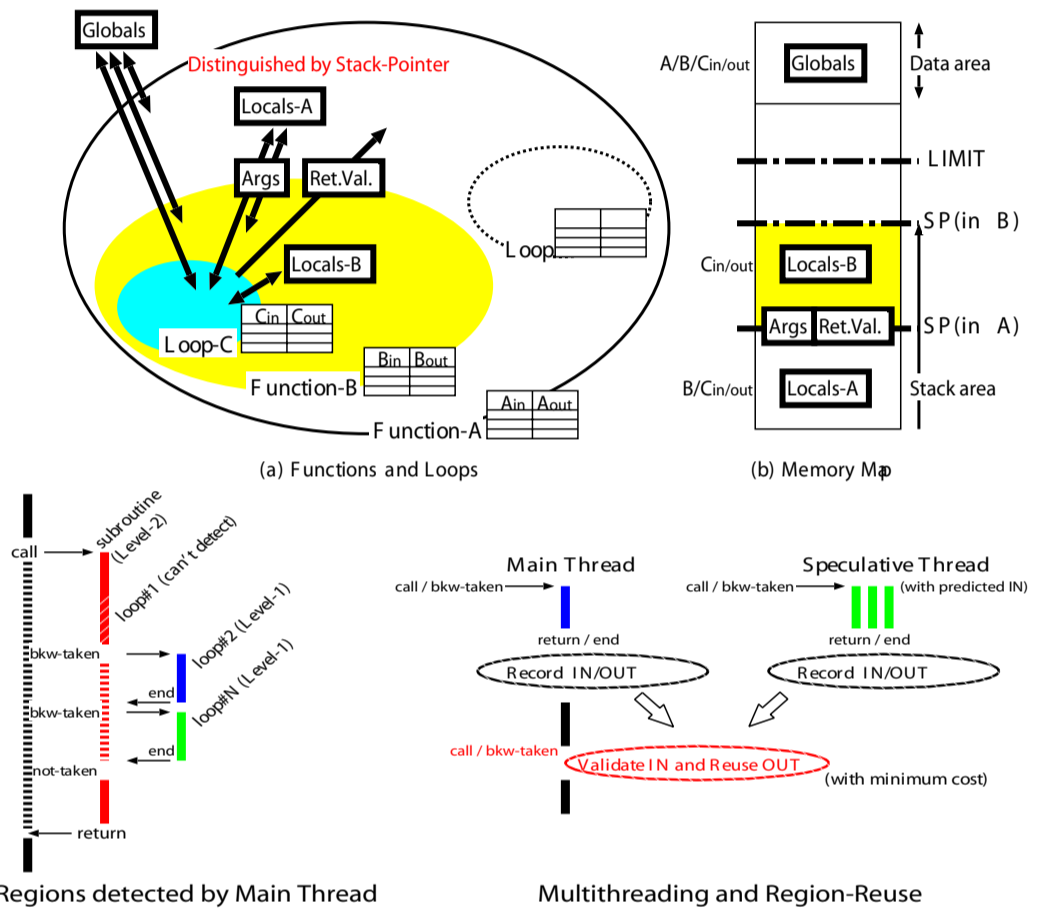 Globals
Distinguished by Stack-Pointer
Locals-A
Args
Ret.Val.
Locals-B
Loop
Cin Cout
Loop-C
Bin Bout
Function-B
Ain Aout
Function-A
(a) Functions and Loops
A/B/Cin/out
Globals
Data area
LIMIT
SP(in B)
Cin/out
Locals-B
Args Ret.Val.
SP(in A)
B/Cin/out
Locals-A
Stack area
(b) Memory Map
subroutine
(Level-2)
call
loop#1 (can't detect)
bkw-taken
loop#2 (Level-1)
end
bkw-taken
loop#N (Level-1)
end
not-taken
return
Regions detected by Main Thread
Main Thread
call / bkw-taken
return / end
Record IN/OUT
Speculative Thread
call / bkw-taken
(with predicted IN)
return / end
Record IN/OUT
call / bkw-taken
Validate IN and Reuse OUT
(with minimum cost)
Multithreading and Region-Reuse